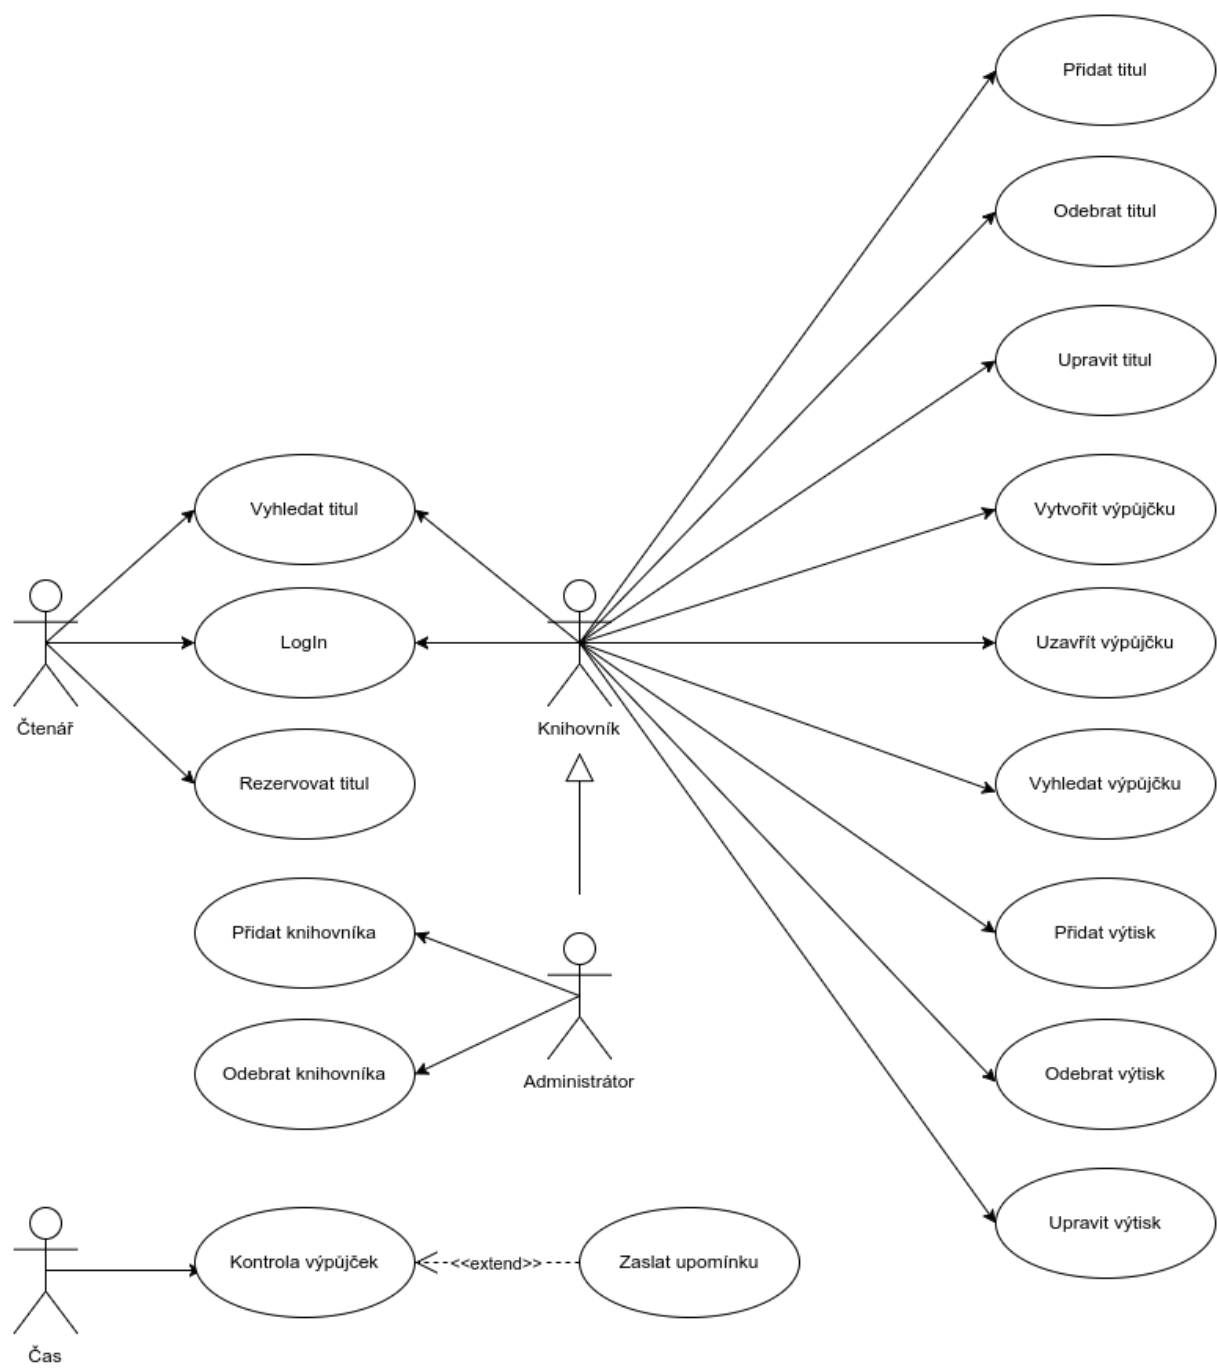 Přidat titul
Odebrat titul
Upravit titul
Vyhledat titul
Vytvořit výpůjčku
LogIn
Uzavřít výpůjčku
Čtenář
Knihovník
Rezervovat titul
Vyhledat výpůjčku
Přidat knihovníka
Přidat výtisk
Odebrat knihovníka
Administrátor
Odebrat výtisk
Upravit výtisk
Kontrola výpůjček
<<extend>>
Zaslat upomínku
Čas